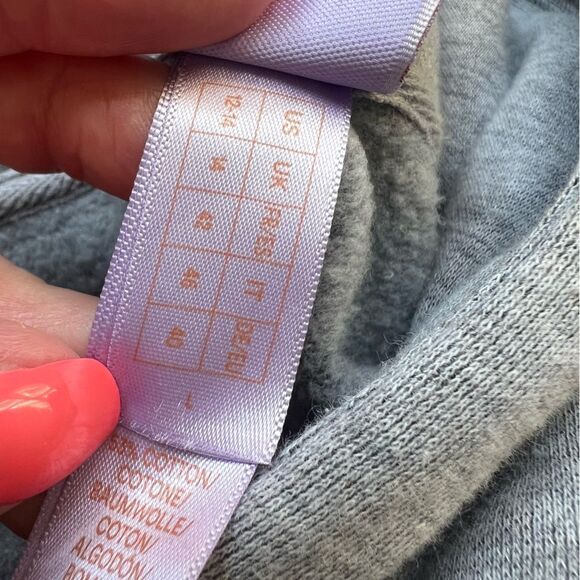 US UK FR/ES IT DE/EU
12-14 14 42 46 40
COTTON/
COTONE/
BAUMWOLLE/
COTON/
ALGODÓN/